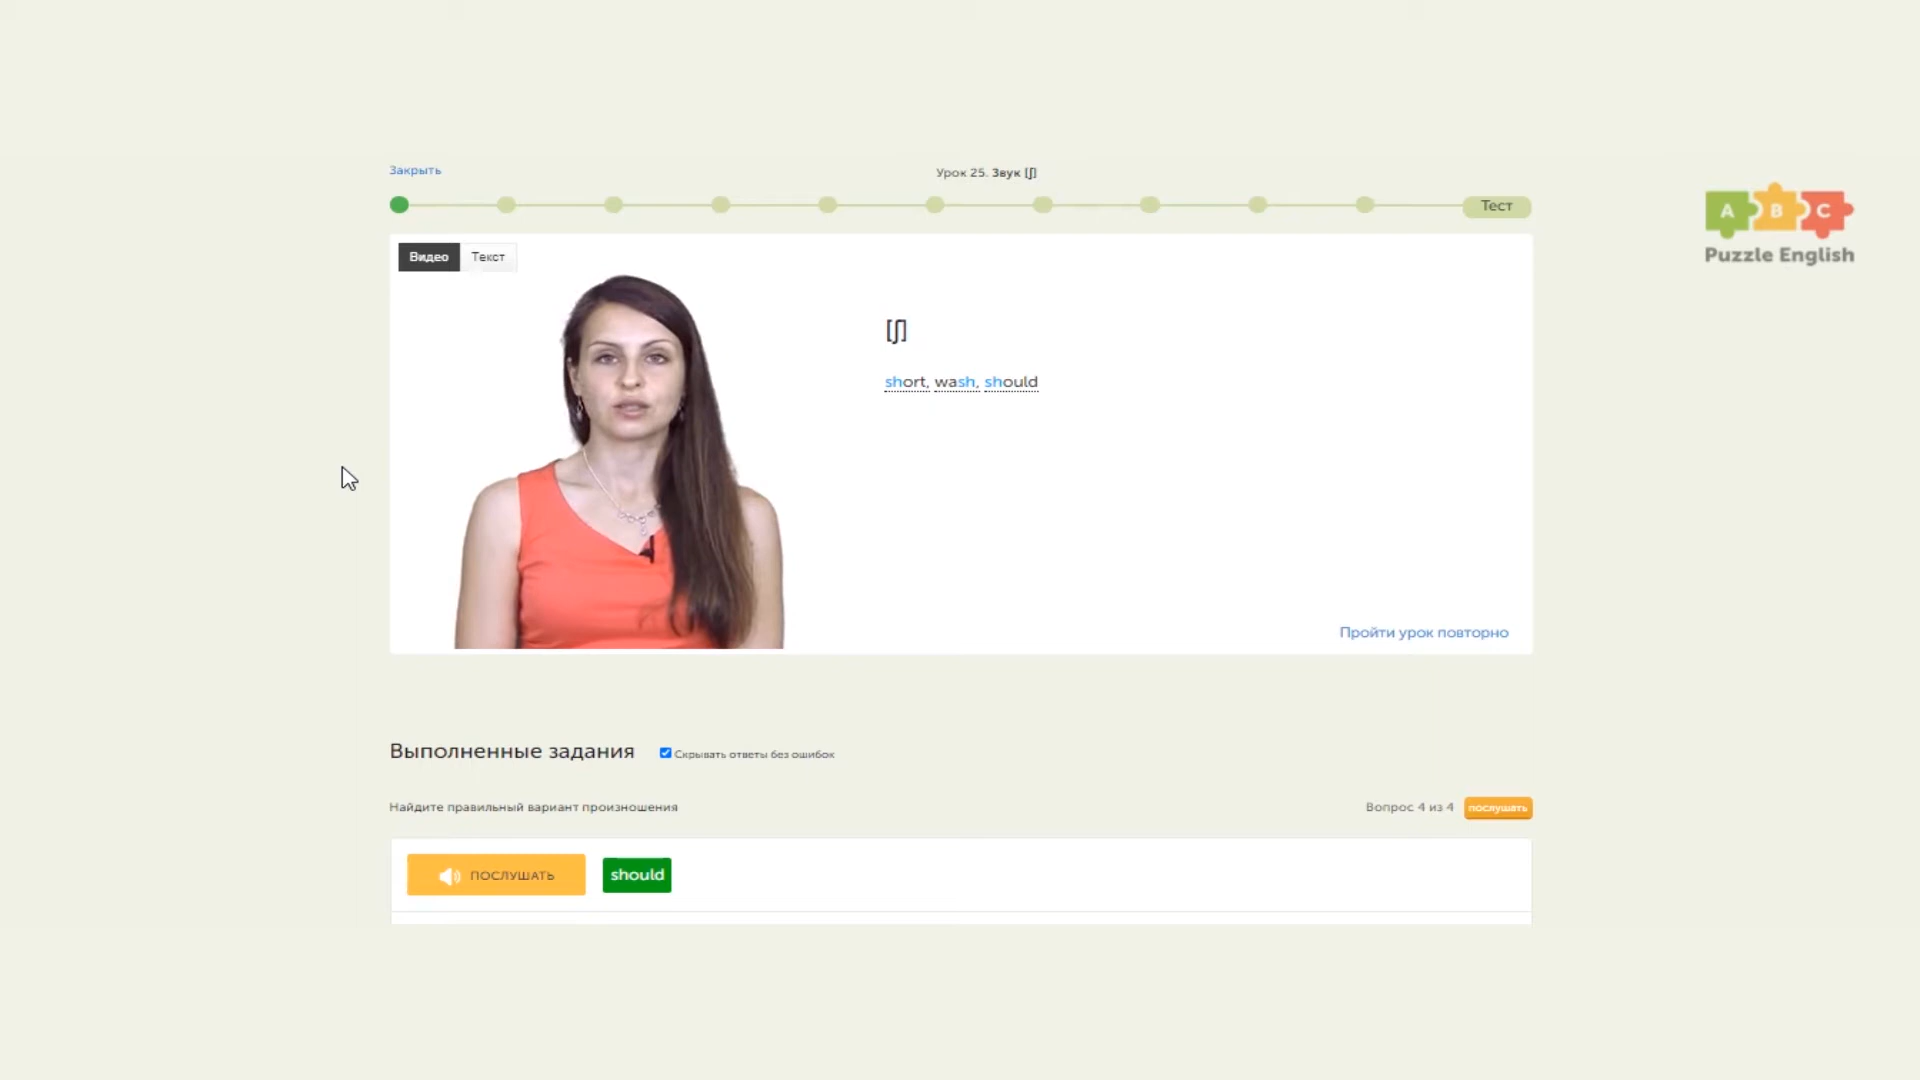 Закрыть
Урок 25. Звук [ʃ]
Тест
A B C
Puzzle English
Видео Текст
[ʃ]
short, wash, should
Пройти урок повторно
Выполненные задания
Скрывать ответы без ошибок
Найдите правильный вариант произношения
Вопрос 4 из 4 послушать
ПОСЛУШАТЬ should